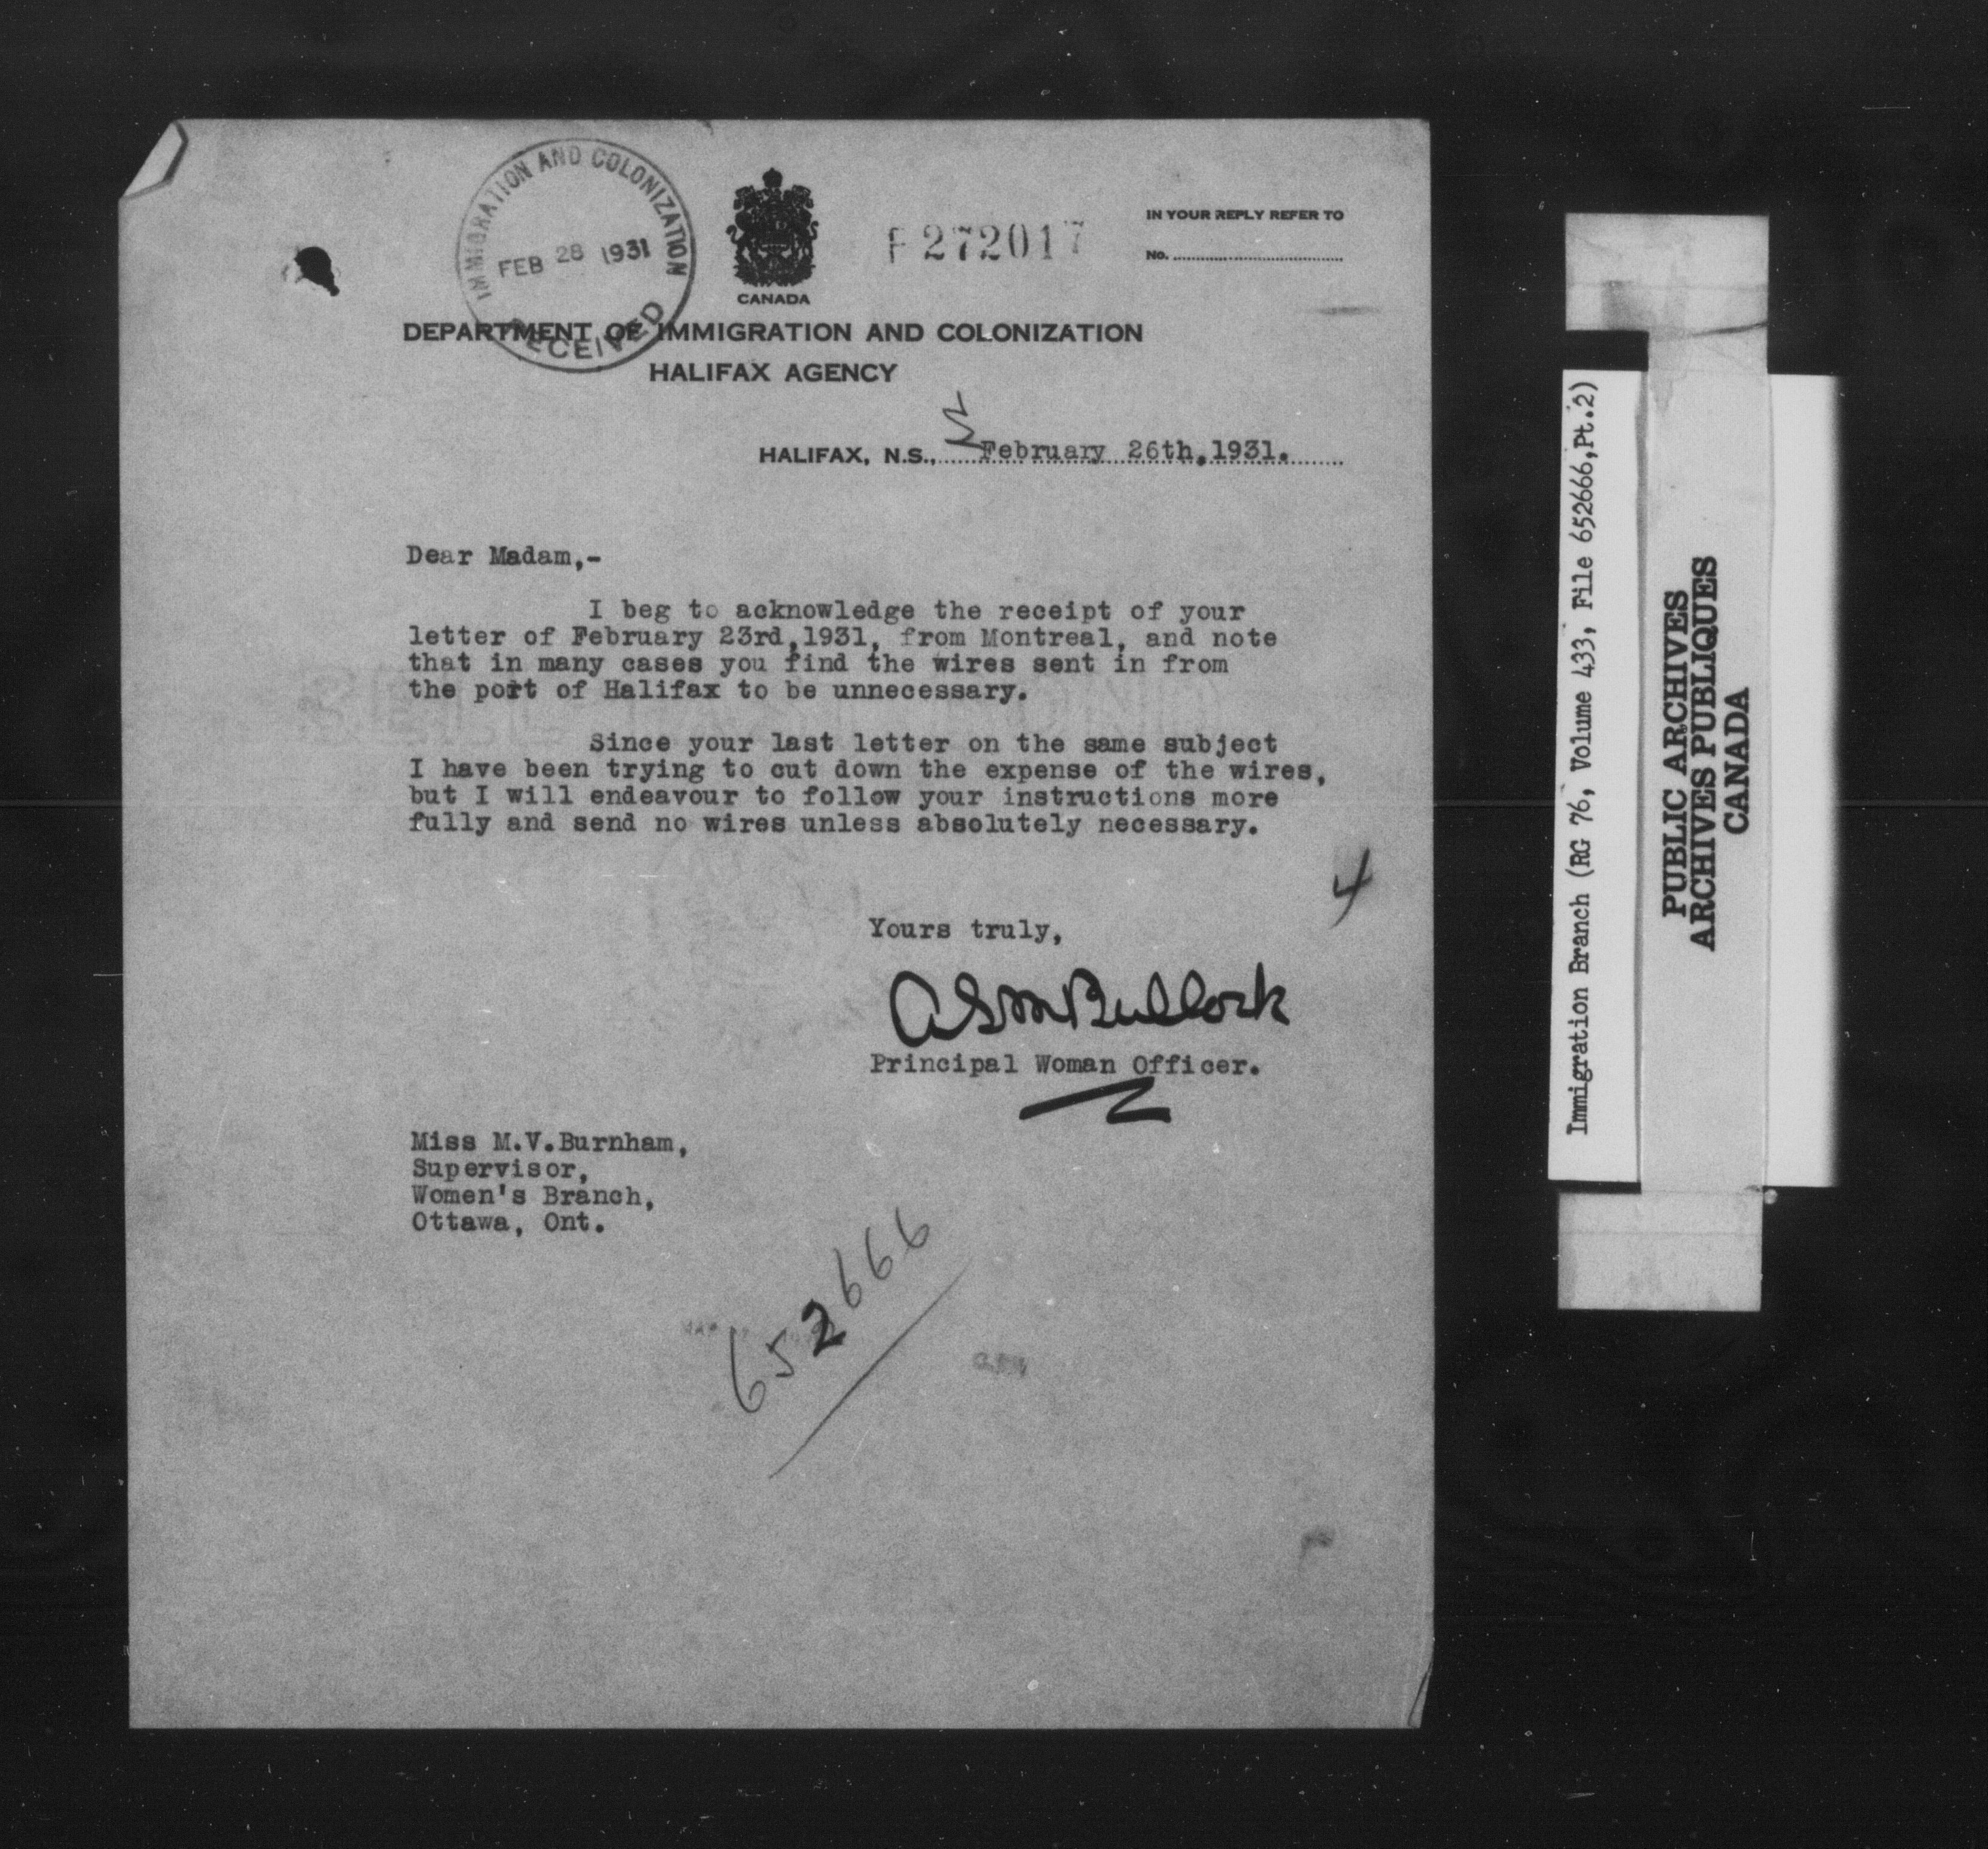 IMMIGRATION AND COLONIZATION
FEB 28 1931
RECEIVED
CANADA
F 272017
IN YOUR REPLY REFER TO
No.
DEPARTMENT OF IMMIGRATION AND COLONIZATION
HALIFAX AGENCY
HALIFAX, N.S., February 26th,1931.
Dear Madam,-
I beg to acknowledge the receipt of your
letter of February 23rd,1931, from Montreal, and note
that in many cases you find the wires sent in from
the port of Halifax to be unnecessary.
Since your last letter on the same subject
I have been trying to cut down the expense of the wires,
but I will endeavour to follow your instructions more
fully and send no wires unless absolutely necessary.
4
Yours truly,
ASMBullock
Principal Woman Officer.
Miss M.V.Burnham,
Supervisor,
Women's Branch,
Ottawa, Ont.
652666
Immigration Branch (RG 76, Volume 433, File 652666,Pt.2)
PUBLIC ARCHIVES
ARCHIVES PUBLIQUES
CANADA